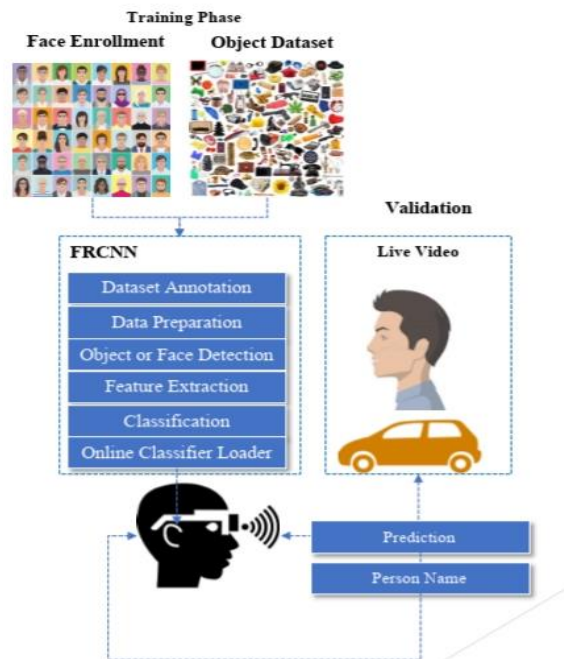 Training Phase
Face Enrollment
Object Dataset
Validation
FRCNN
Dataset Annotation
Data Preparation
Object or Face Detection
Feature Extraction
Classification
Online Classifier Loader
Live Video
Prediction
Person Name